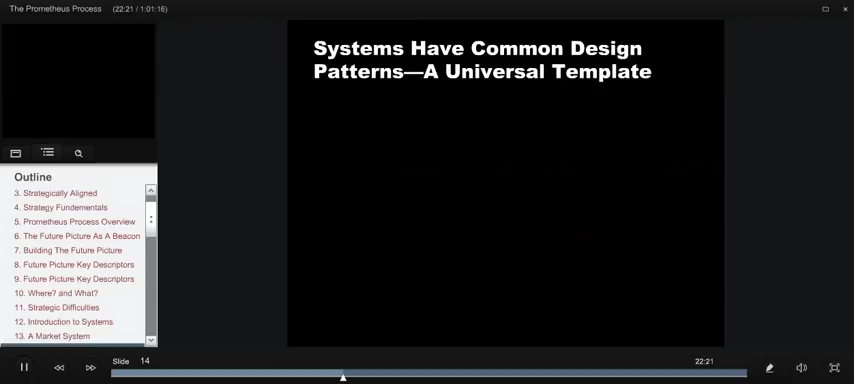 The Prometheus Process (22:21 / 1:01:16)
Systems Have Common Design
Patterns—A Universal Template
Outline
3. Strategically Aligned
4. Strategy Fundementals
5. Prometheus Process Overview
6. The Future Picture As A Beacon
7. Building The Future Picture
8. Future Picture Key Descriptors
9. Future Picture Key Descriptors
10. Where? and What?
11. Strategic Difficulties
12. Introduction to Systems
13. A Market System
Slide 14
22:21